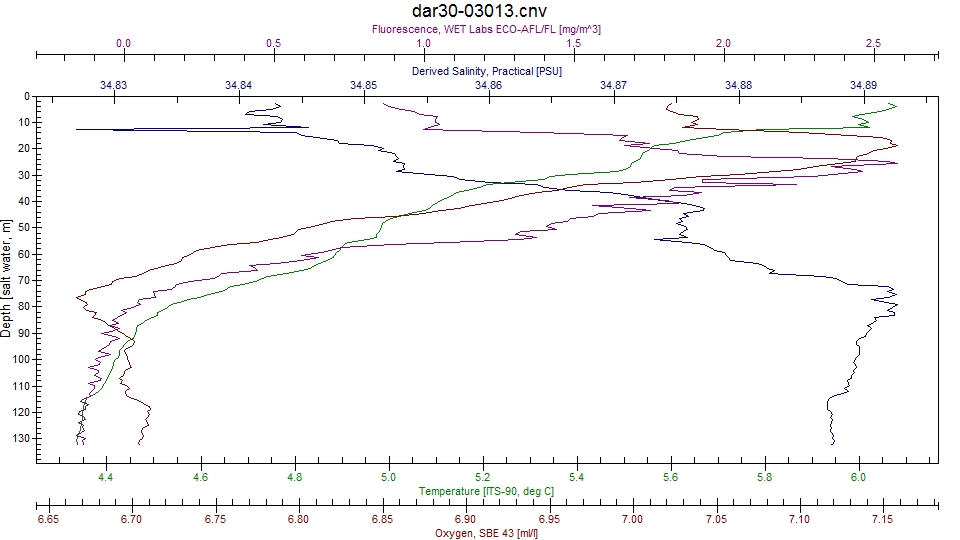 dar30-03013.cnv
Fluorescence, WET Labs ECO-AFL/FL [mg/m^3]
0.0 0.5 1.0 1.5 2.0 2.5
Derived Salinity, Practical [PSU]
34.83 34.84 34.85 34.86 34.87 34.88 34.89
0
10
20
30
40
50
60
70
80
90
100
110
120
130
Depth [salt water, m]
4.4 4.6 4.8 5.0 5.2 5.4 5.6 5.8 6.0
Temperature [ITS-90, deg C]
6.65 6.70 6.75 6.80 6.85 6.90 6.95 7.00 7.05 7.10 7.15
Oxygen, SBE 43 [ml/l]